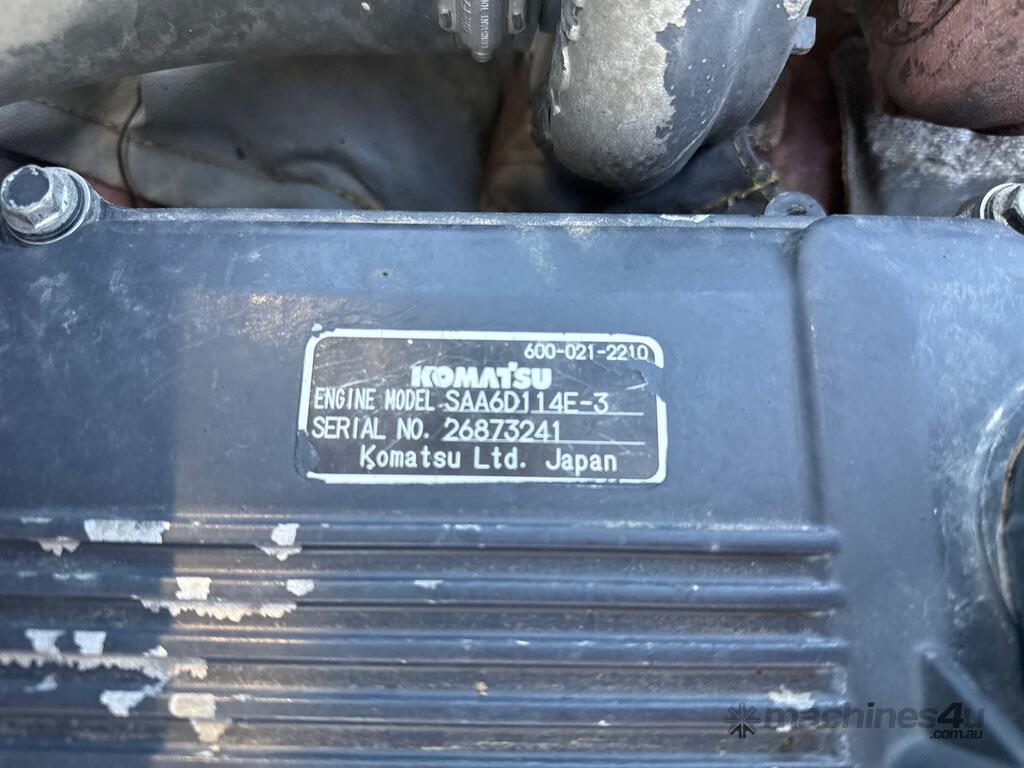 600-021-2210
KOMATSU
ENGINE MODEL SAA6D114E-3
SERIAL NO. 26873241
Komatsu Ltd. Japan
machines4u
.com.au